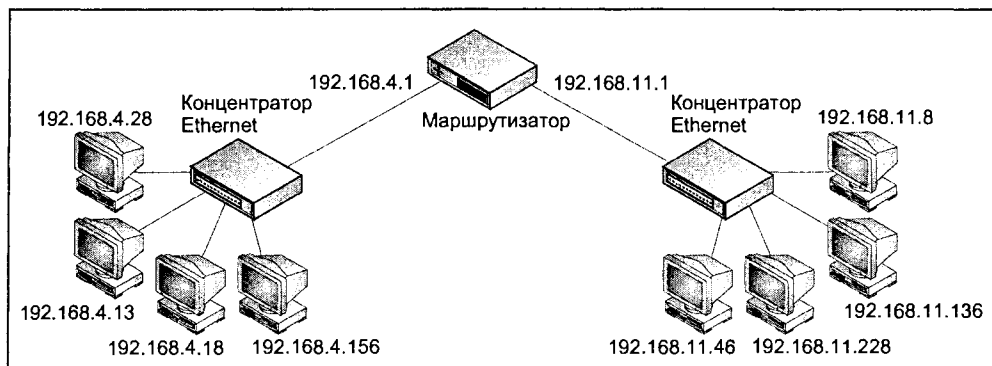 192.168.4.1
192.168.11.1
Маршрутизатор
Концентратор
Ethernet
192.168.4.28
192.168.4.13
192.168.4.18
192.168.4.156
Концентратор
Ethernet
192.168.11.8
192.168.11.136
192.168.11.46
192.168.11.228